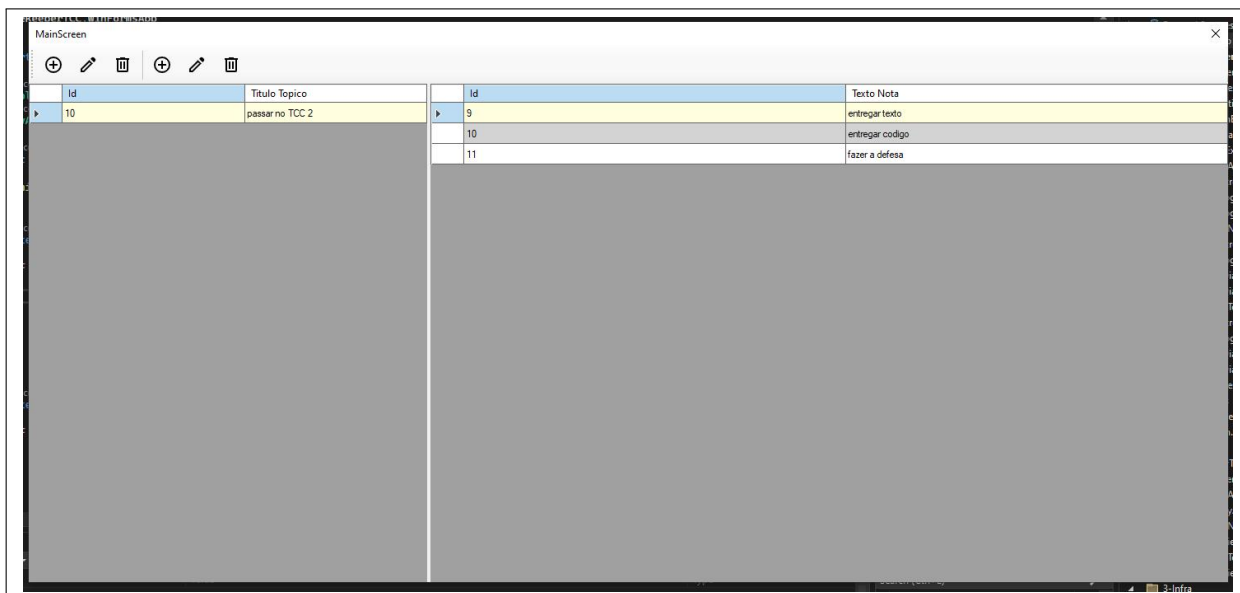 MainScreen
Id Titulo Topico
10 passar no TCC 2
Id Texto Nota
9 entregar texto
10 entregar codigo
11 fazer a defesa
3-Infra